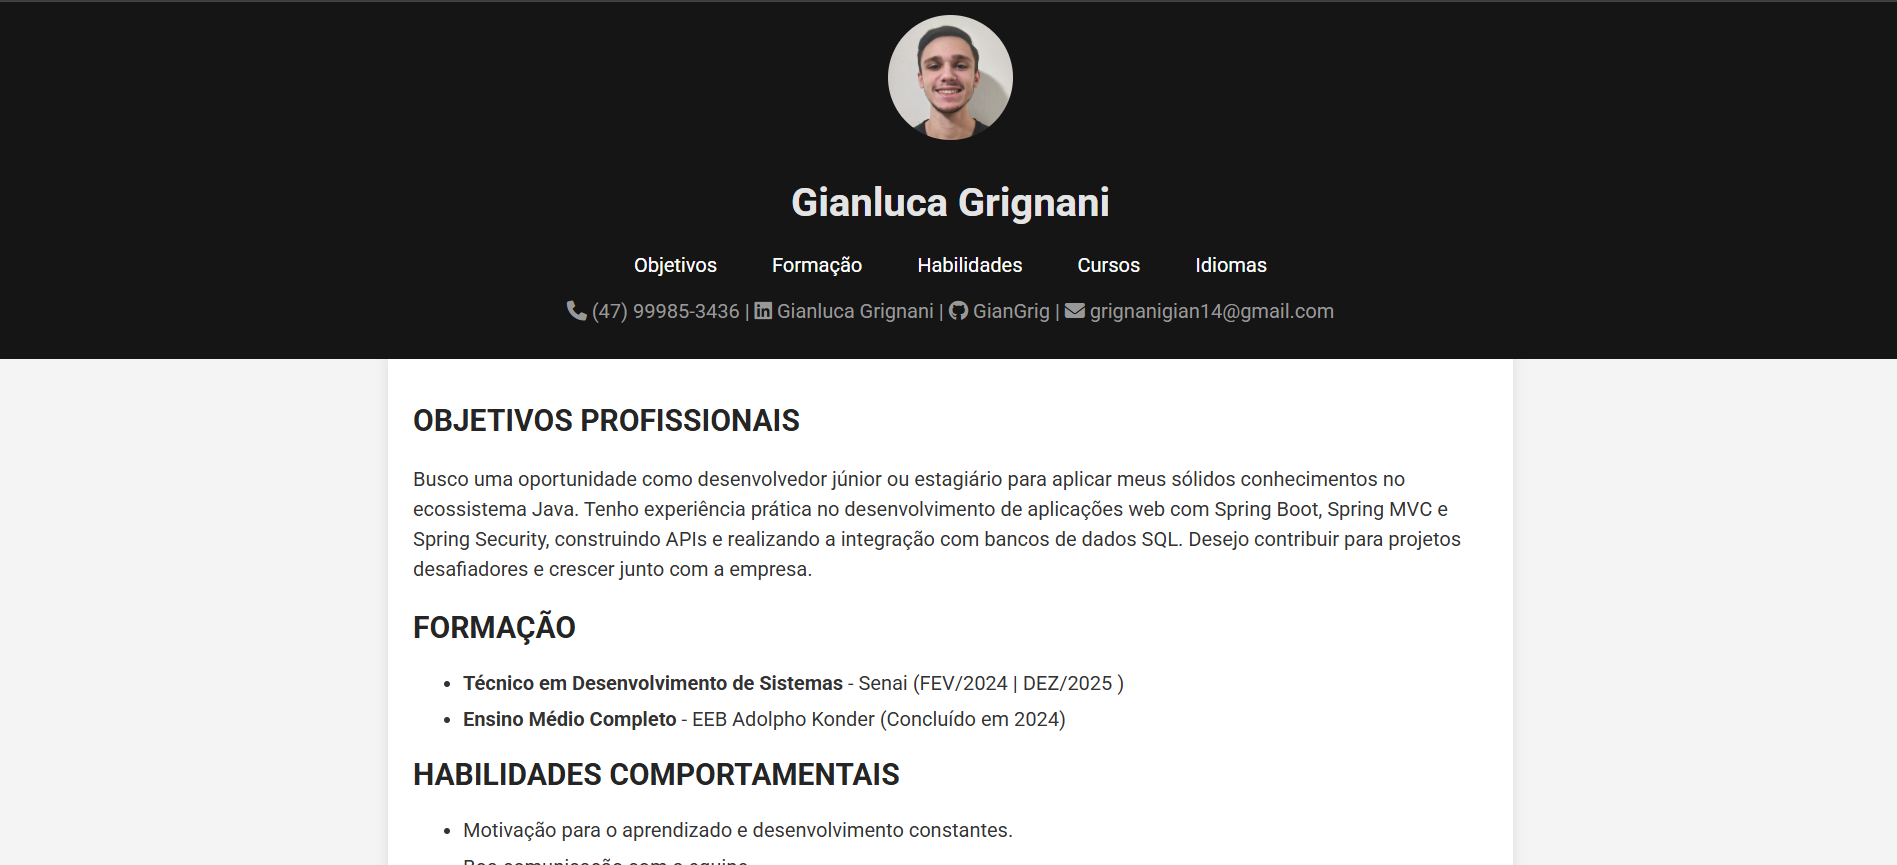 Gianluca Grignani
Objetivos Formação Habilidades Cursos Idiomas
(47) 99985-3436 | Gianluca Grignani | GianGrig | grignanigian14@gmail.com
OBJETIVOS PROFISSIONAIS
Busco uma oportunidade como desenvolvedor júnior ou estagiário para aplicar meus sólidos conhecimentos no
ecossistema Java. Tenho experiência prática no desenvolvimento de aplicações web com Spring Boot, Spring MVC e
Spring Security, construindo APIs e realizando a integração com bancos de dados SQL. Desejo contribuir para projetos
desafiadores e crescer junto com a empresa.
FORMAÇÃO
• Técnico em Desenvolvimento de Sistemas - Senai (FEV/2024 | DEZ/2025 )
• Ensino Médio Completo - EEB Adolpho Konder (Concluído em 2024)
HABILIDADES COMPORTAMENTAIS
• Motivação para o aprendizado e desenvolvimento constantes.
Boa comunicação com a equipe.